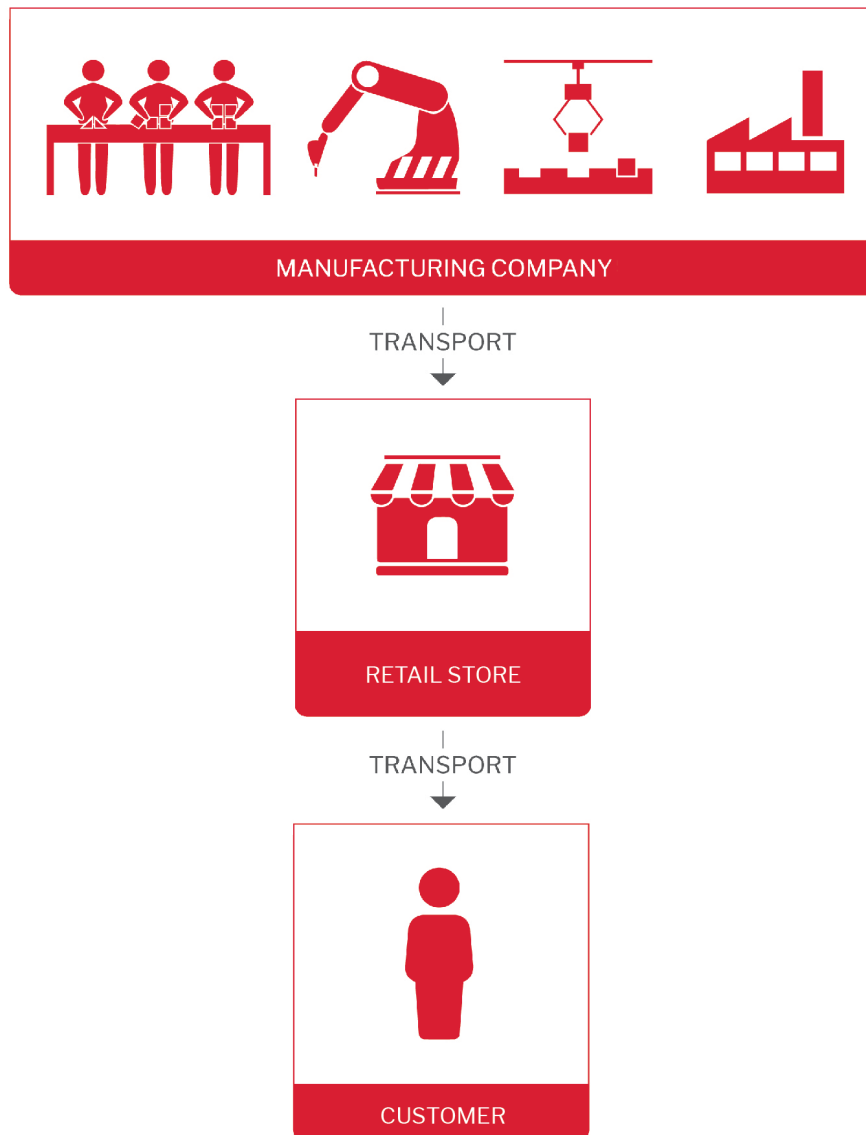 MANUFACTURING COMPANY
TRANSPORT
RETAIL STORE
TRANSPORT
CUSTOMER